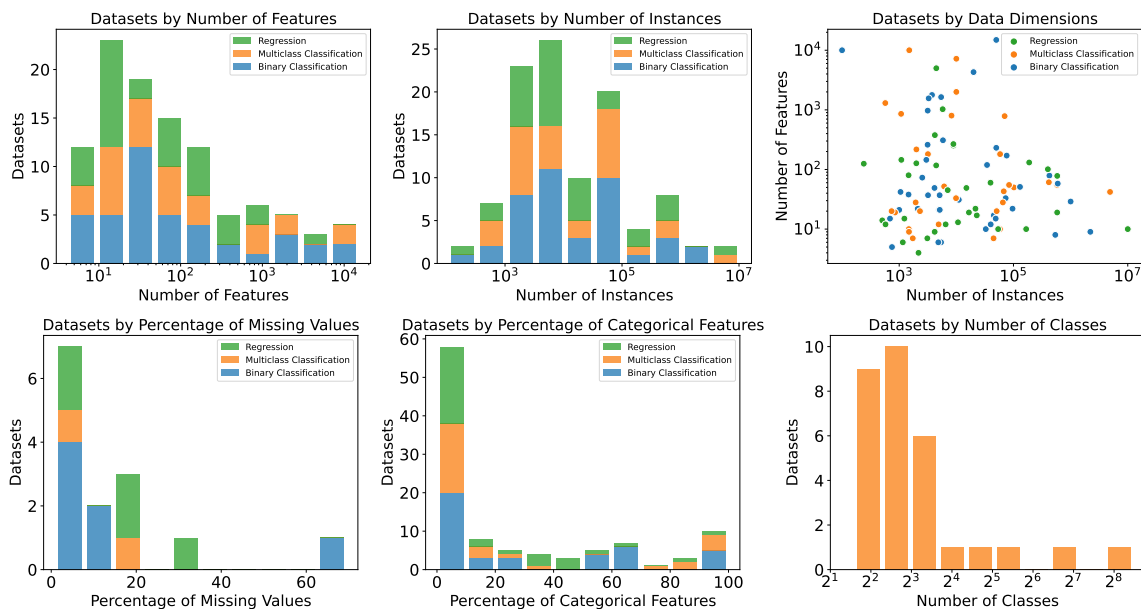 Datasets by Number of Features
Datasets
20
15
10
5
0
Regression
Multiclass Classification
Binary Classification
10^1 10^2 10^3 10^4
Number of Features
Datasets by Number of Instances
Datasets
25
20
15
10
5
0
Regression
Multiclass Classification
Binary Classification
10^3 10^5 10^7
Number of Instances
Datasets by Data Dimensions
Number of Features
10^4
10^3
10^2
10^1
Regression
Multiclass Classification
Binary Classification
10^3 10^5 10^7
Number of Instances
Datasets by Percentage of Missing Values
Datasets
6
4
2
0
Regression
Multiclass Classification
Binary Classification
0 20 40 60
Percentage of Missing Values
Datasets by Percentage of Categorical Features
Datasets
60
50
40
30
20
10
0
Regression
Multiclass Classification
Binary Classification
0 20 40 60 80 100
Percentage of Categorical Features
Datasets by Number of Classes
Datasets
10
8
6
4
2
0
2^1 2^2 2^3 2^4 2^5 2^6 2^7 2^8
Number of Classes